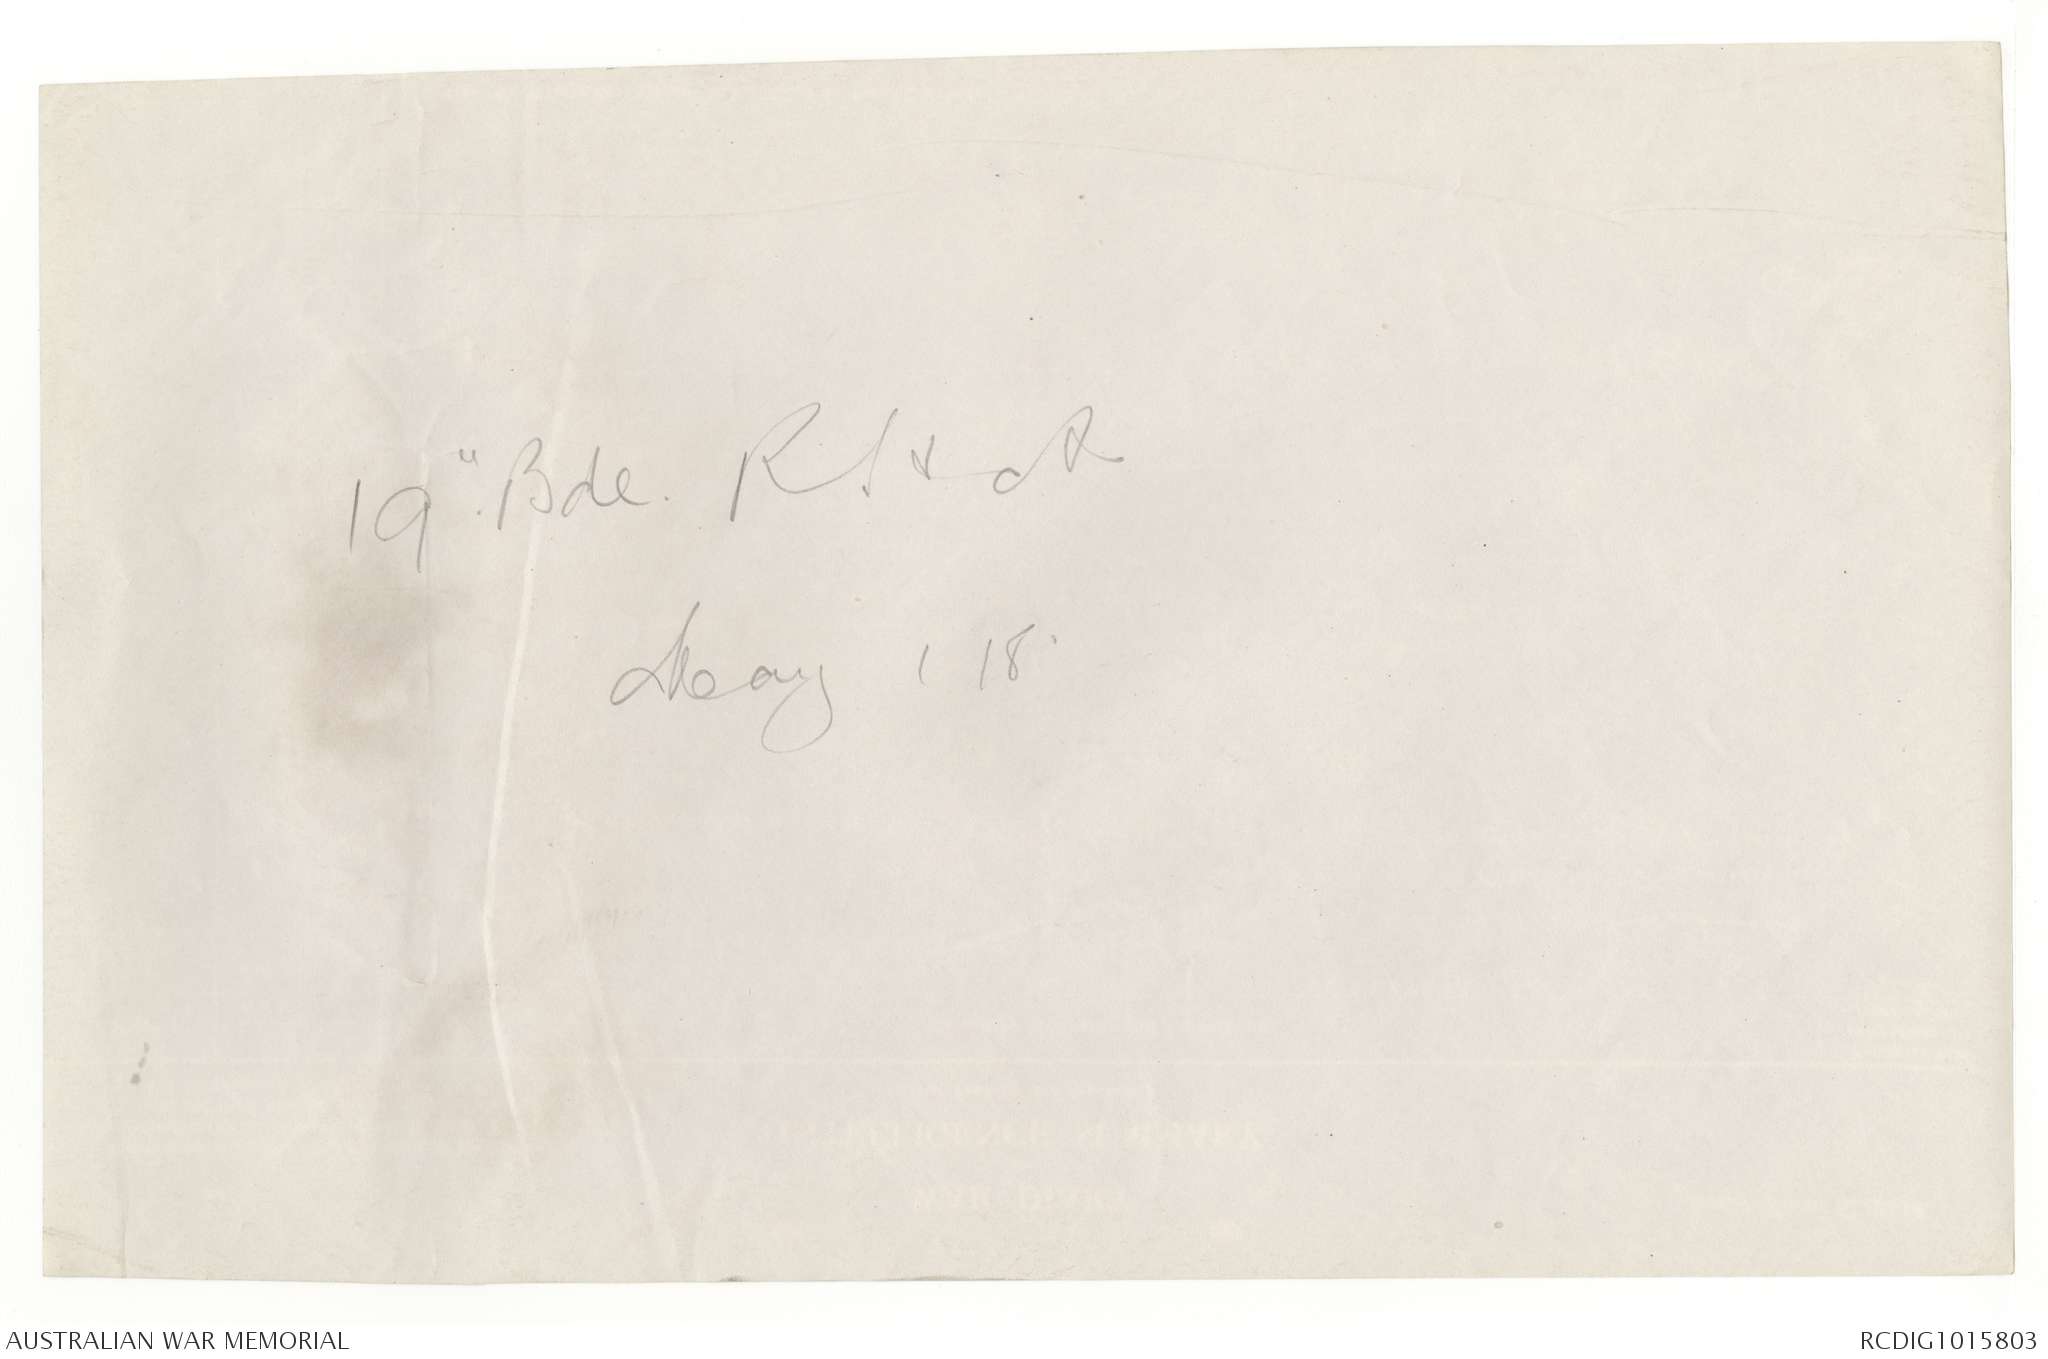 19". Bde.
May 1 18
AUSTRALIAN WAR MEMORIAL
RCDIG1015803